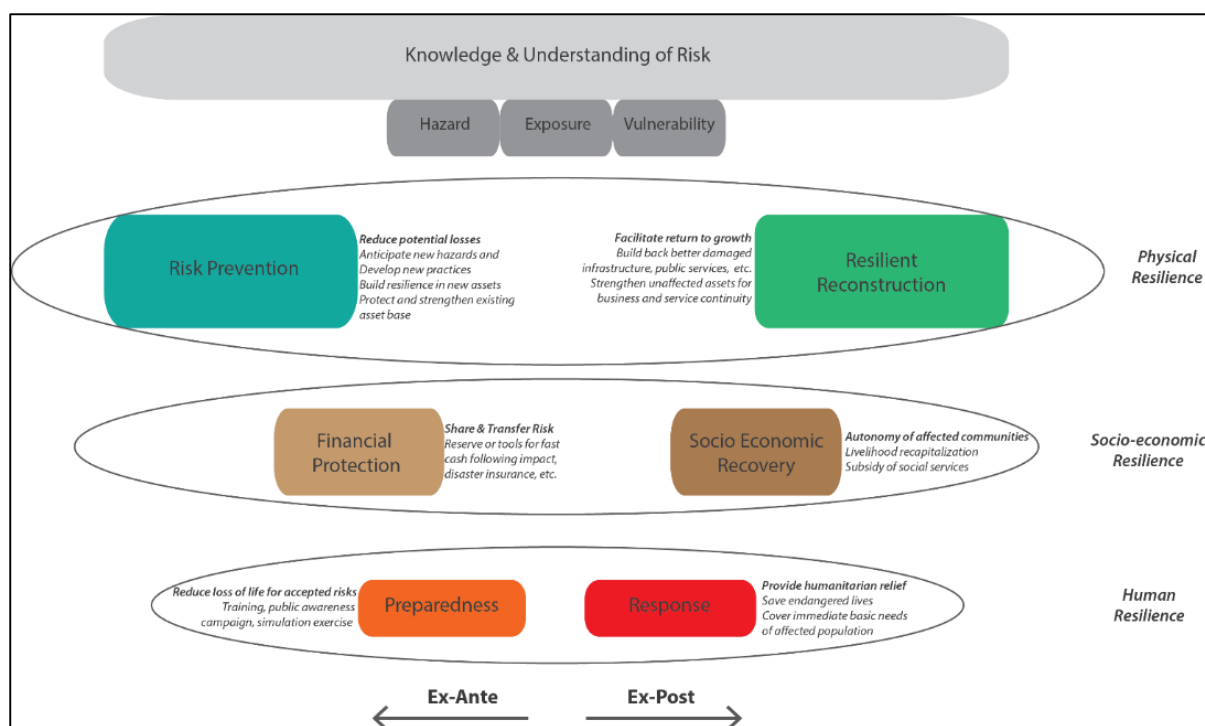 Knowledge & Understanding of Risk
Hazard
Exposure
Vulnerability
Risk Prevention
Reduce potential losses
Anticipate new hazards and
Develop new practices
Build resilience in new assets
Protect and strengthen existing
asset base
Facilitate return to growth
Build back better damaged
infrastructure, public services, etc.
Strengthen unaffected assets for
business and service continuity
Resilient
Reconstruction
Physical
Resilience
Financial
Protection
Share & Transfer Risk
Reserve or tools for fast
cash following impact,
disaster insurance, etc.
Socio Economic
Recovery
Autonomy of affected communities
Livelihood recapitalization
Subsidy of social services
Socio-economic
Resilience
Reduce loss of life for accepted risks
Training, public awareness
campaign, simulation exercise
Preparedness
Response
Provide humanitarian relief
Save endangered lives
Cover immediate basic needs
of affected population
Human
Resilience
Ex-Ante
Ex-Post